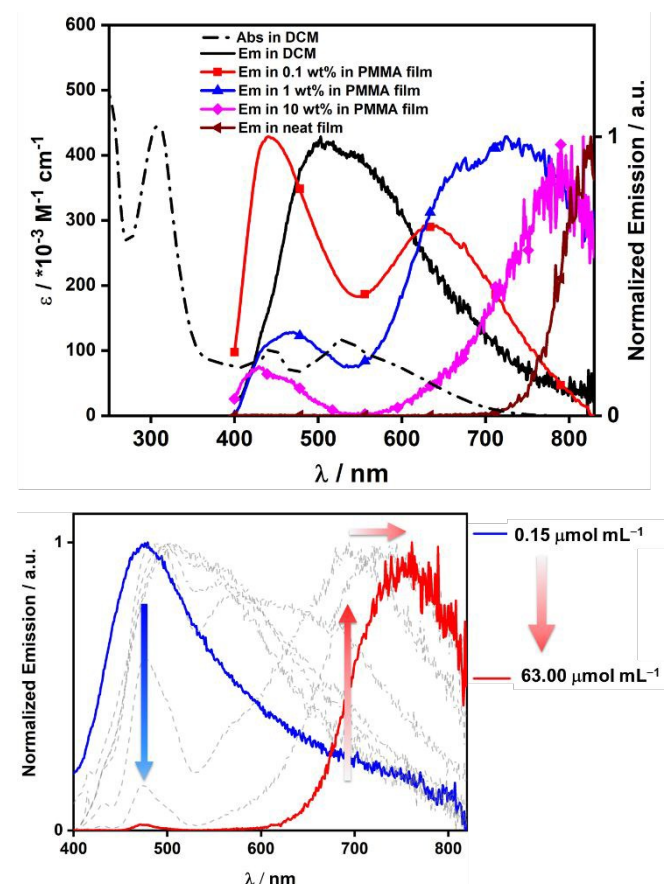 Abs in DCM
Em in DCM
Em in 0.1 wt% in PMMA film
Em in 1 wt% in PMMA film
Em in 10 wt% in PMMA film
Em in neat film
600
500
400
300
200
100
0
ε / *10⁻³ M⁻¹ cm⁻¹
1
0
Normalized Emission / a.u.
300 400 500 600 700 800
λ / nm
1
0
Normalized Emission / a.u.
0.15 μmol mL⁻¹
63.00 μmol mL⁻¹
400 500 600 700 800
λ / nm